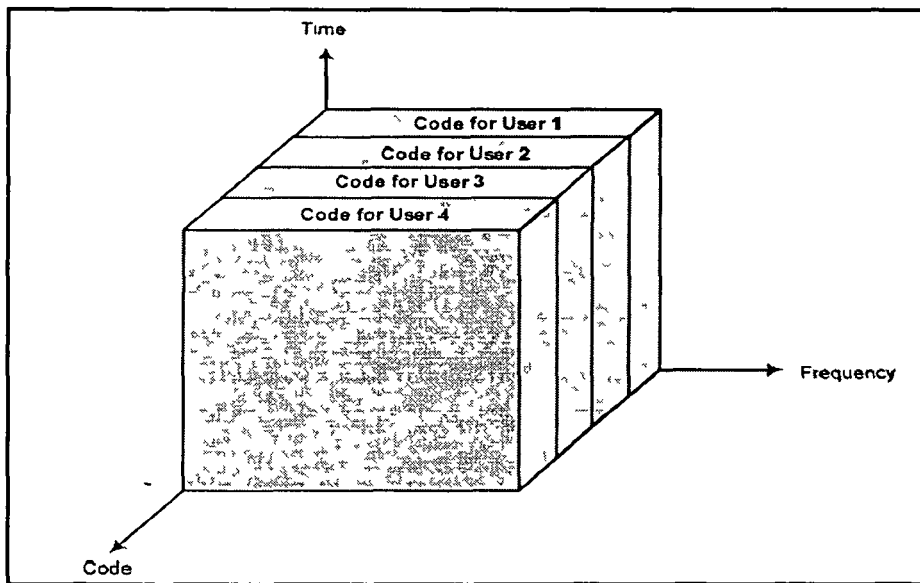 Time
Code for User 1
Code for User 2
Code for User 3
Code for User 4
Frequency
Code